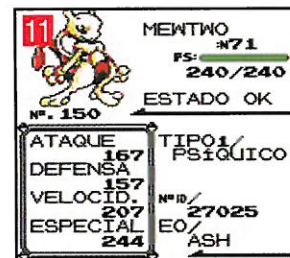 11
MEWTWO
:N71
PS:
240/240
Nº. 150
ESTADO OK
ATAQUE
167
DEFENSA
157
VELOCID.
207
ESPECIAL
244
TIPO1/
PSíQUICO
NºID/
27025
EO/
ASH